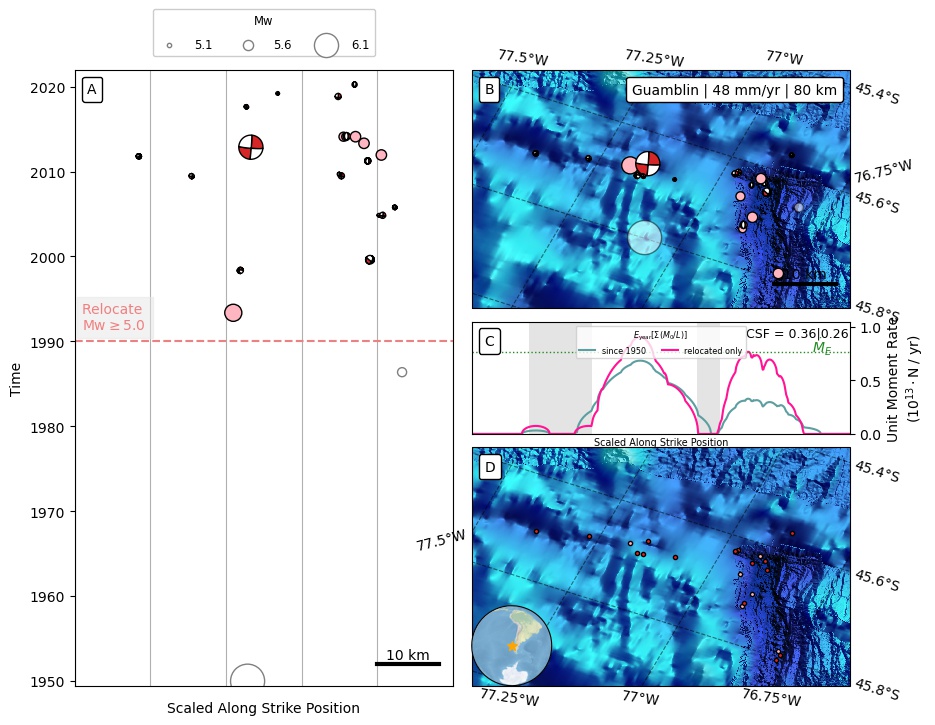 Mw
5.1 5.6 6.1
A
2020
2010
2000
1990
1980
1970
1960
1950
Time
Relocate
Mw ≥ 5.0
10 km
Scaled Along Strike Position
77.5°W 77.25°W 77°W
B
Guamblin | 48 mm/yr | 80 km
45.4°S
76.75°W
45.6°S
45.8°S
77.5°W
C
E_year[Σ(M₀/L)]
since 1950 relocated only
CSF = 0.36|0.26
M_E
1.0
0.5
0.0
Unit Moment Rate
(10¹³ · N / yr)
Scaled Along Strike Position
D
45.4°S
45.6°S
45.8°S
77.25°W 77°W 76.75°W